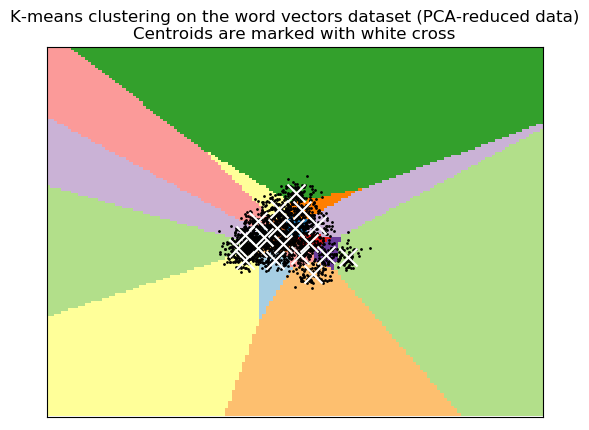 K-means clustering on the word vectors dataset (PCA-reduced data)
Centroids are marked with white cross